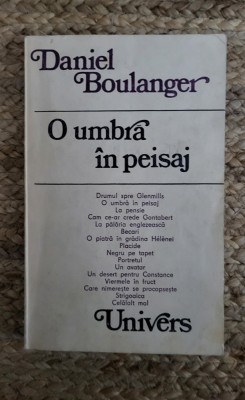 Daniel
Boulanger
O umbră
în peisaj
Drumul spre Glenmills
O umbră în peisaj
La pensie
Cam ce-ar crede Gontabert
La pălăria englezească
Becari
O piatră în grădina Hélènei
Placide
Negru pe tapet
Portretul
Un avatar
Un desert pentru Constance
Viermele în fruct
Care nimerește se procopsește
Strigoaica
Celălalt mal
Univers